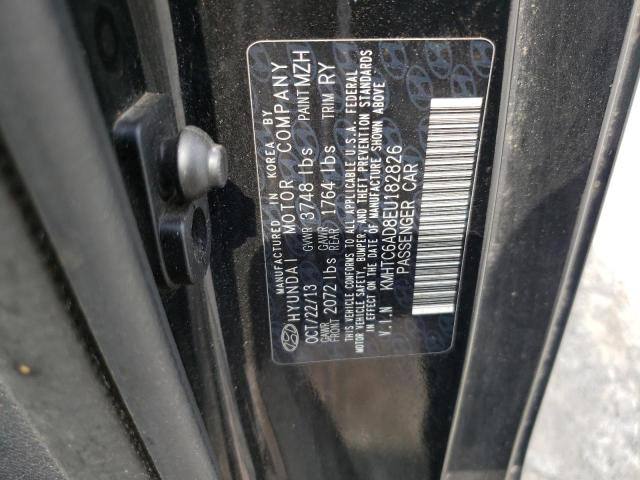 MANUFACTURED IN KOREA BY
HYUNDAI MOTOR COMPANY
OCT/22/13 GVWR 3748 lbs PAINT MZH
GAWR FRONT 2072 lbs GAWR REAR 1764 lbs TRIM RY
THIS VEHICLE CONFORMS TO ALL APPLICABLE U.S.A. FEDERAL
MOTOR VEHICLE SAFETY, BUMPER, AND THEFT PREVENTION STANDARDS
IN EFFECT ON THE DATE OF MANUFACTURE SHOWN ABOVE
V.I.N KMHTC6AD8EU182826
PASSENGER CAR